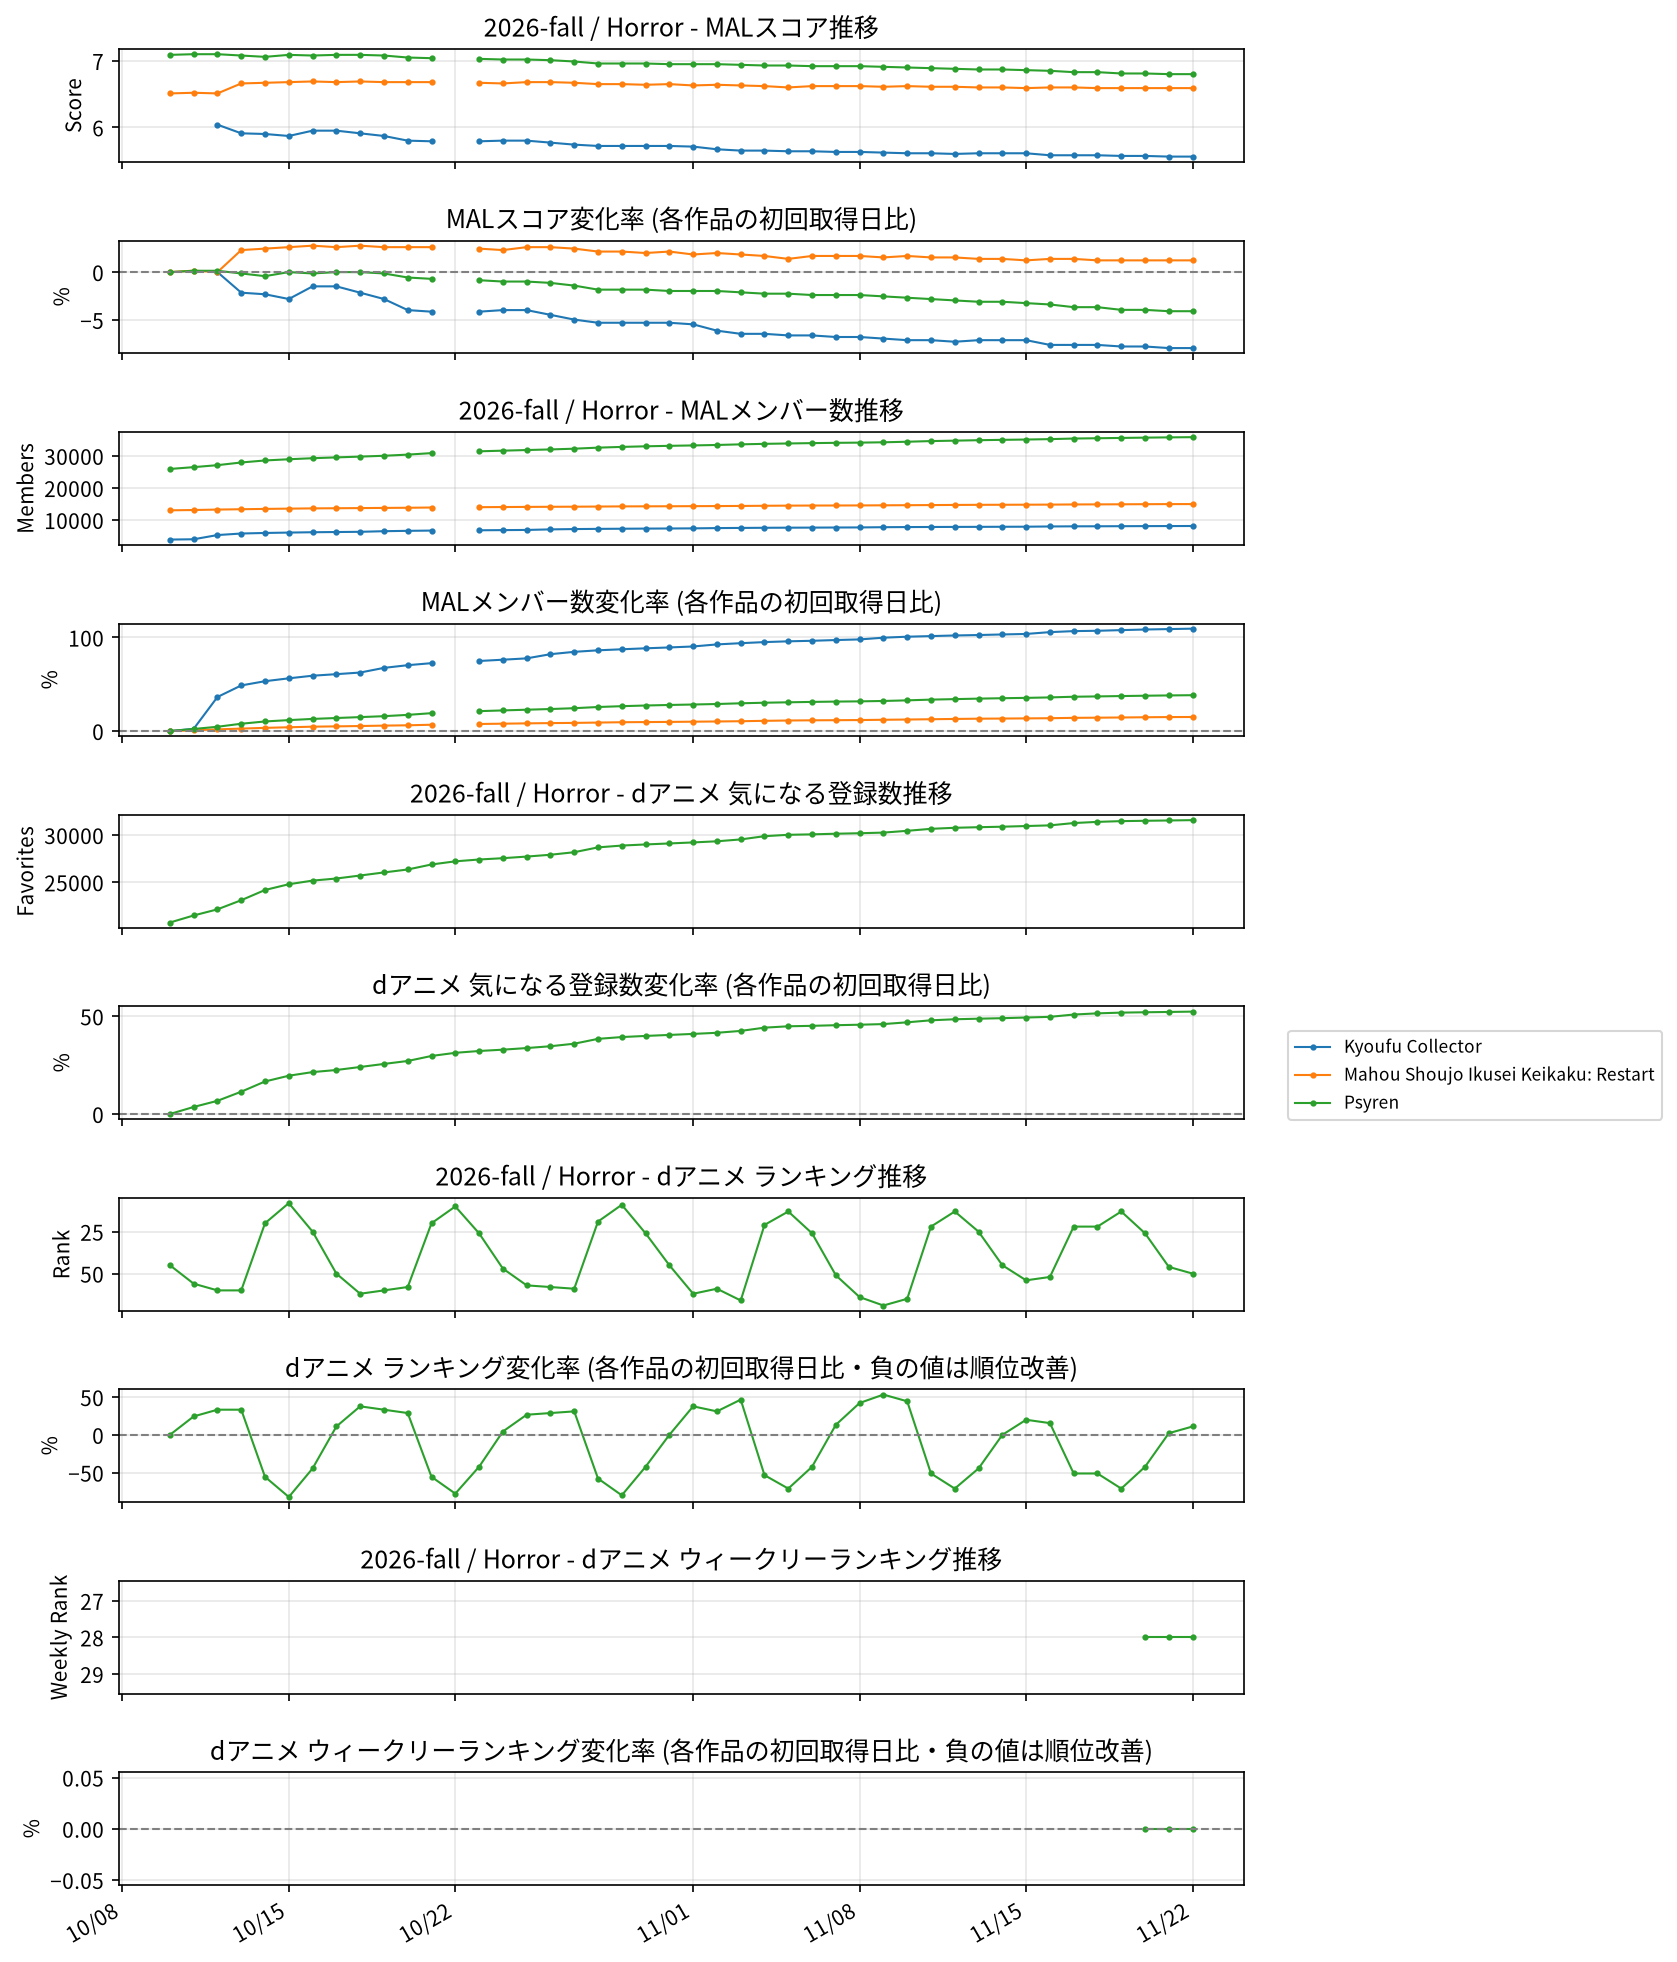 2026-fall / Horror - MALスコア推移
Score
7
6
MALスコア変化率 (各作品の初回取得日比)
%
0
−5
2026-fall / Horror - MALメンバー数推移
Members
30000
20000
10000
MALメンバー数変化率 (各作品の初回取得日比)
%
100
0
2026-fall / Horror - dアニメ 気になる登録数推移
Favorites
30000
25000
dアニメ 気になる登録数変化率 (各作品の初回取得日比)
%
50
0
Kyoufu Collector
Mahou Shoujo Ikusei Keikaku: Restart
Psyren
2026-fall / Horror - dアニメ ランキング推移
Rank
25
50
dアニメ ランキング変化率 (各作品の初回取得日比・負の値は順位改善)
%
50
0
−50
2026-fall / Horror - dアニメ ウィークリーランキング推移
Weekly Rank
27
28
29
dアニメ ウィークリーランキング変化率 (各作品の初回取得日比・負の値は順位改善)
%
0.05
0.00
−0.05
10/08
10/15
10/22
11/01
11/08
11/15
11/22